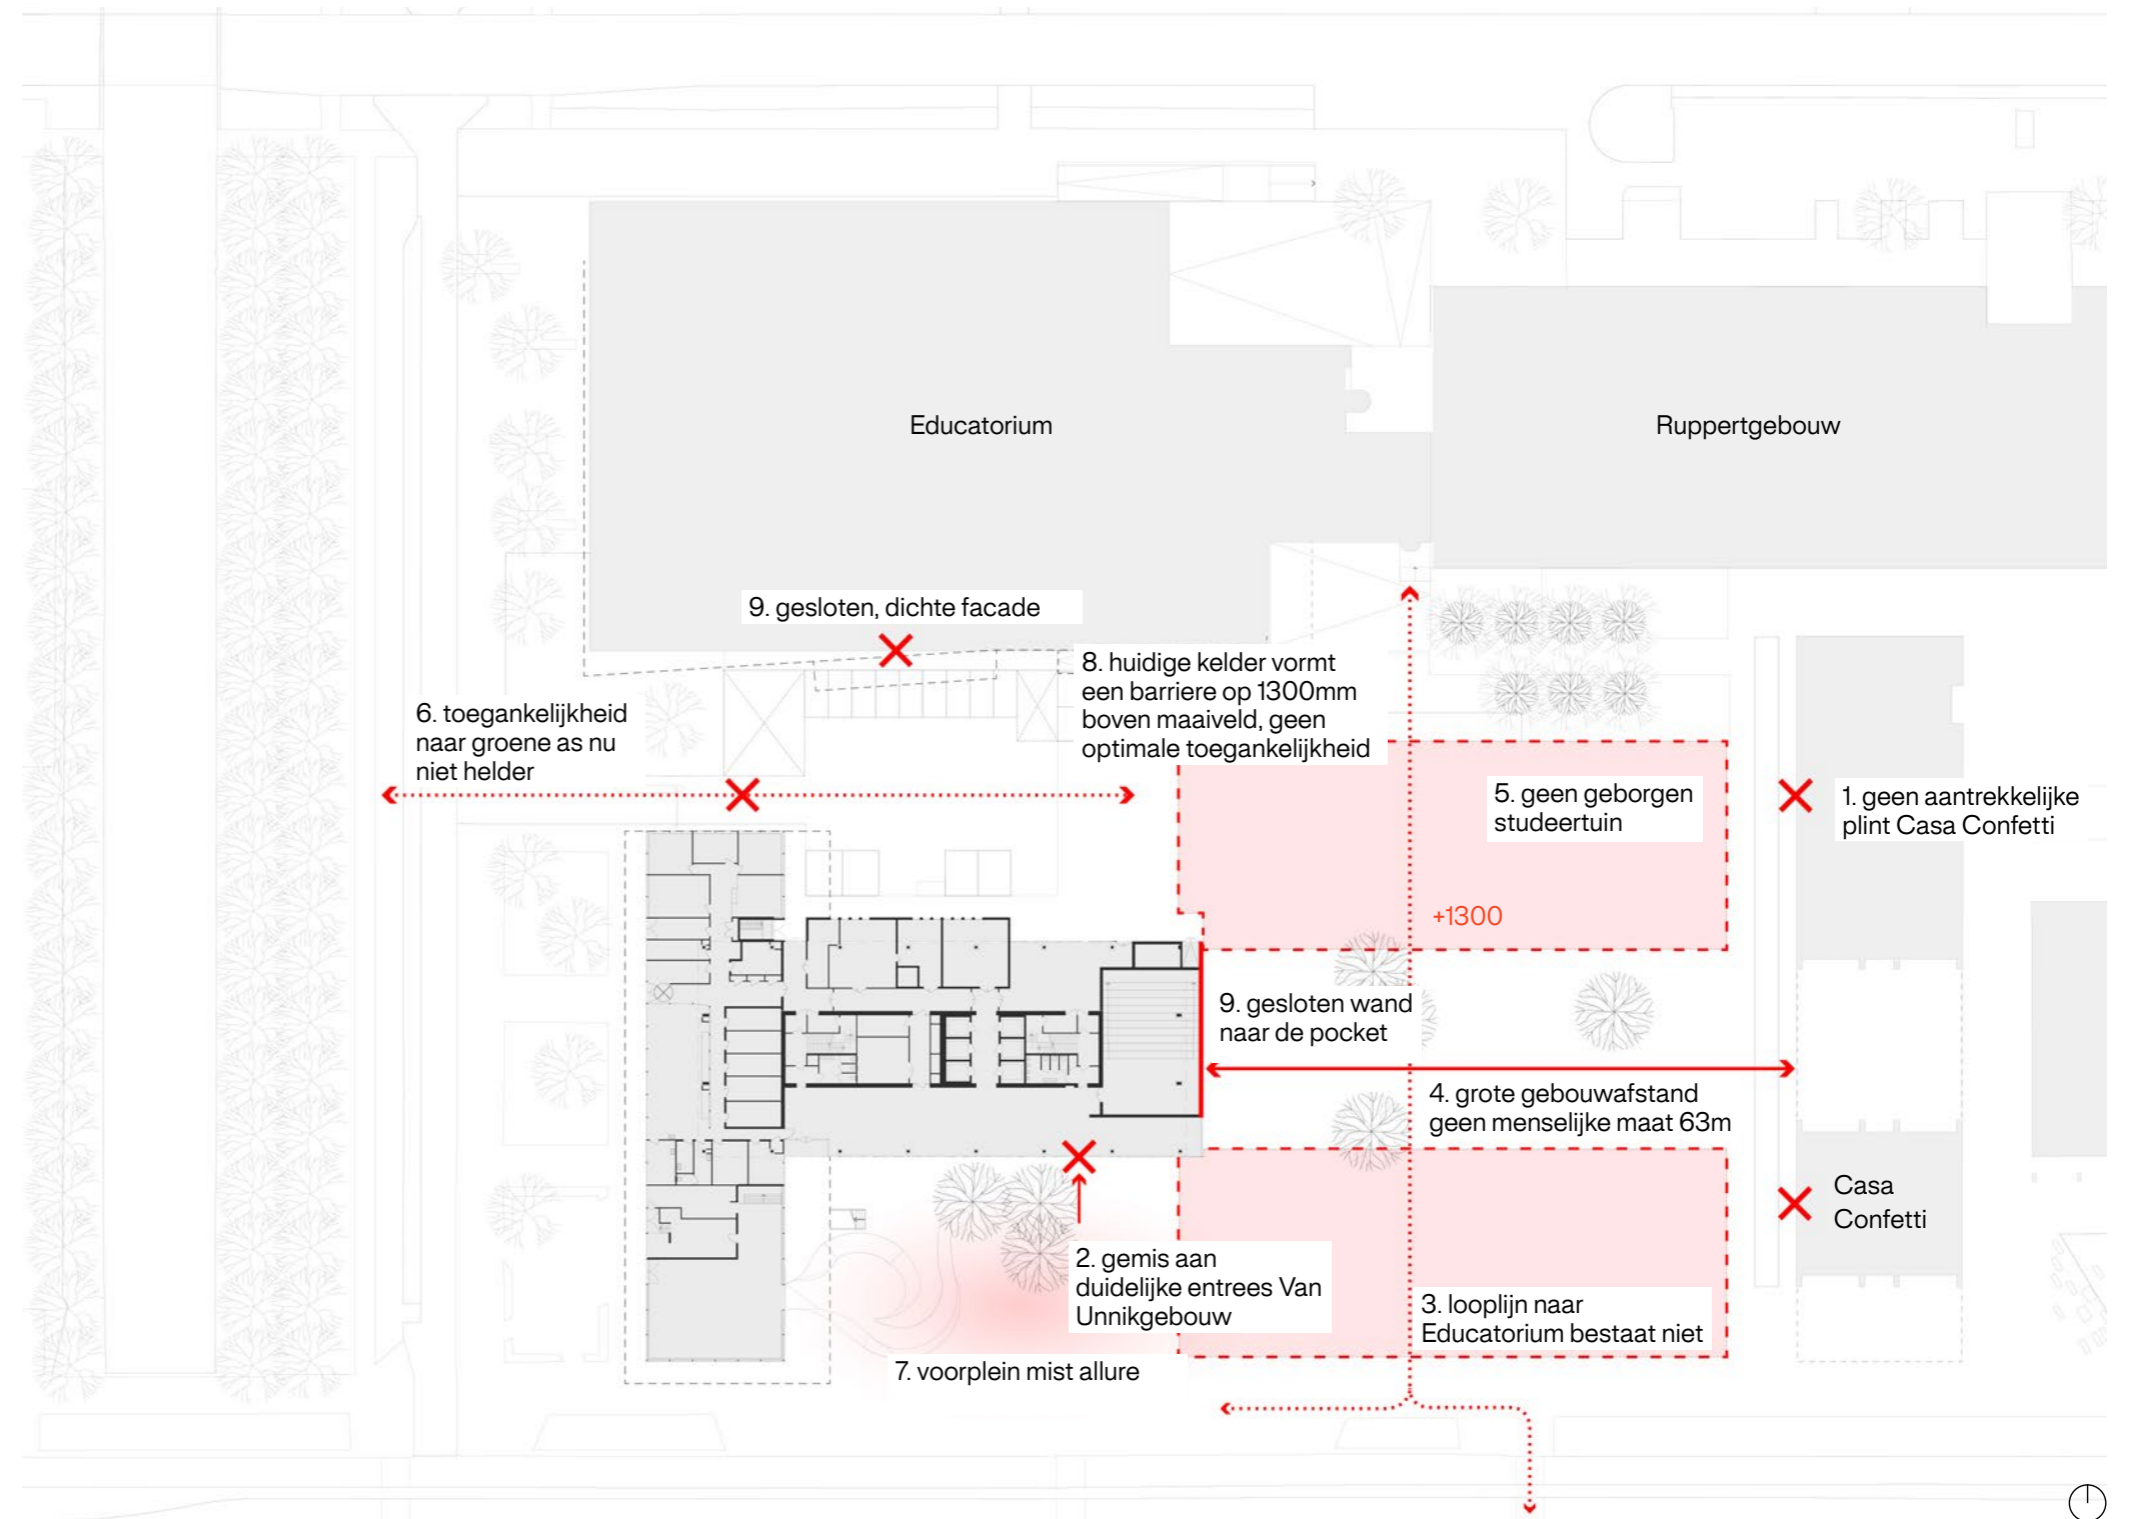 Educatorium
Ruppertgebouw
9. gesloten, dichte facade
8. huidige kelder vormt
een barriere op 1300mm
boven maaiveld, geen
optimale toegankelijkheid
6. toegankelijkheid
naar groene as nu
niet helder
5. geen geborgen
studeertuin
1. geen aantrekkelijke
plint Casa Confetti
+1300
9. gesloten wand
naar de pocket
4. grote gebouwafstand
geen menselijke maat 63m
Casa
Confetti
2. gemis aan
duidelijke entrees Van
Unnikgebouw
3. looplijn naar
Educatorium bestaat niet
7. voorplein mist allure